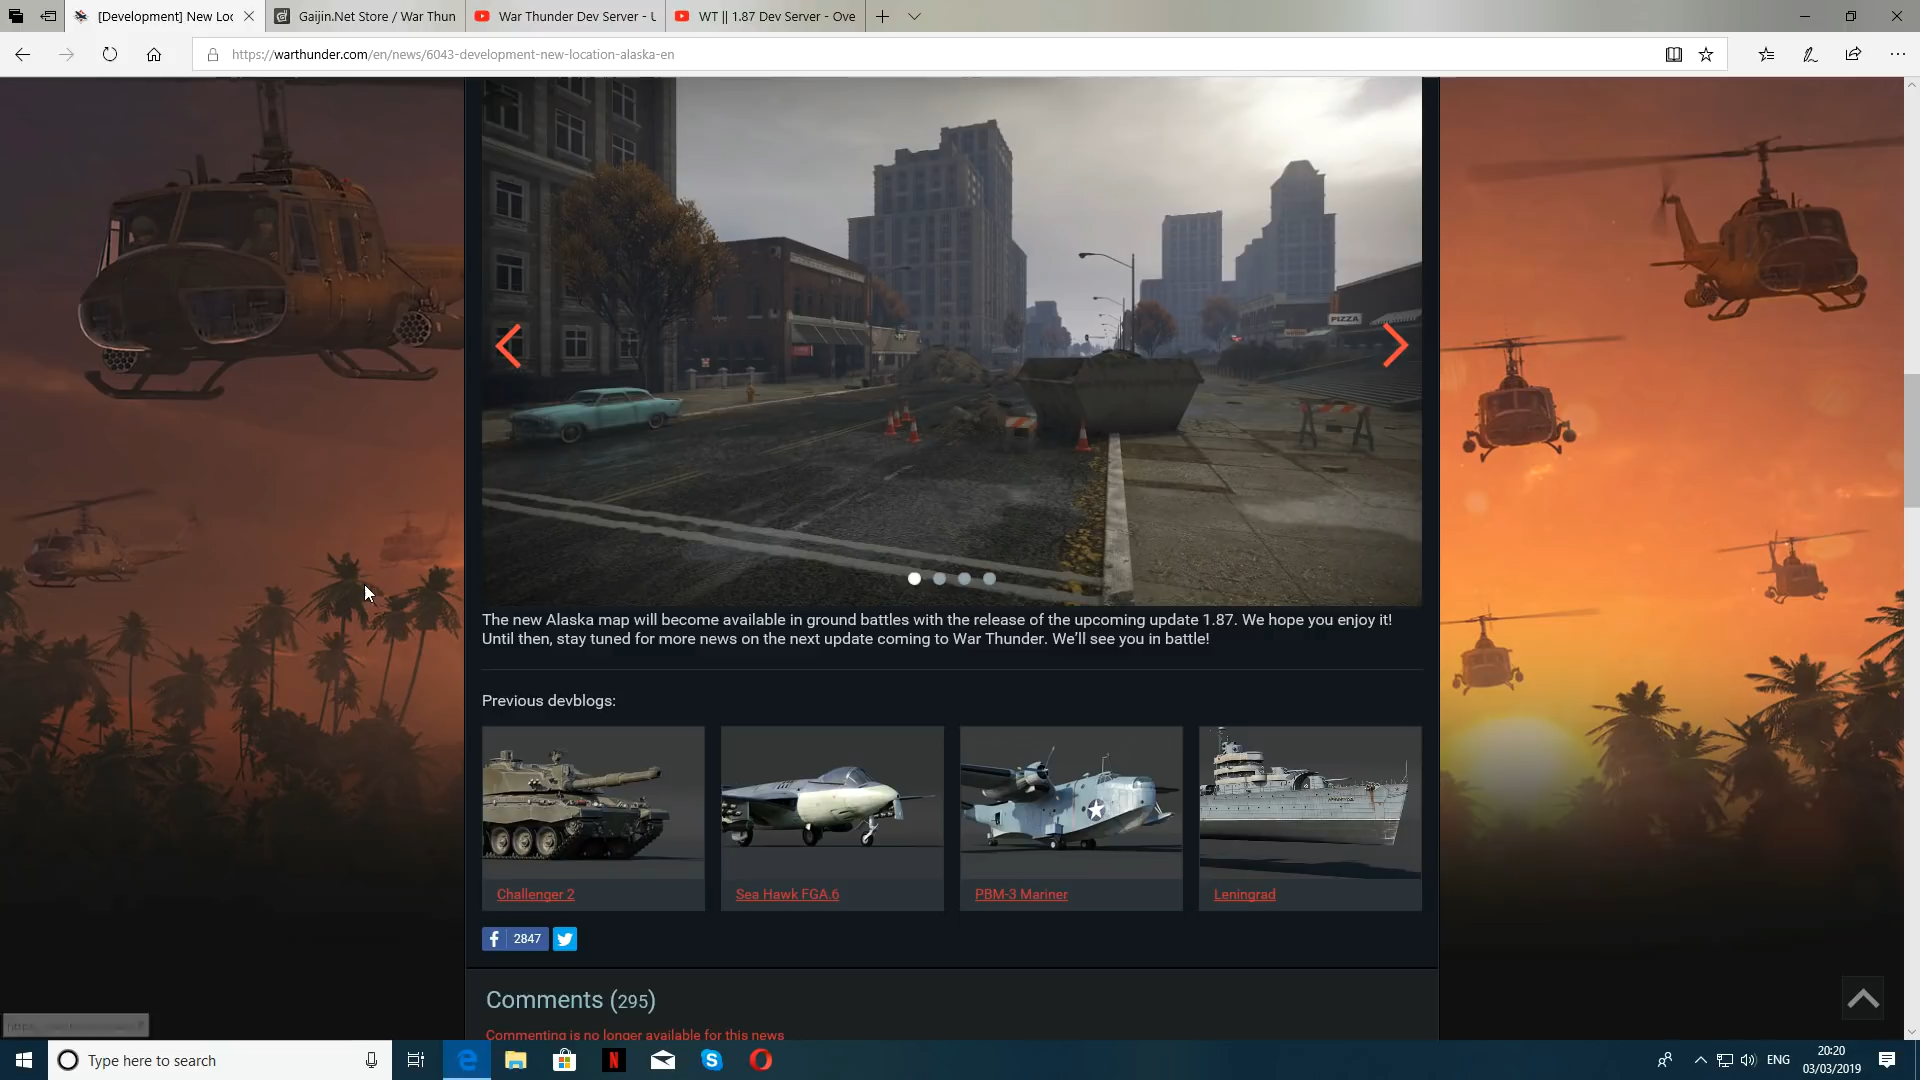 [Development] New Loc
Gaijin.Net Store / War Thun
War Thunder Dev Server - U
WT || 1.87 Dev Server - Ove
https://warthunder.com/en/news/6043-development-new-location-alaska-en
PIZZA
The new Alaska map will become available in ground battles with the release of the upcoming update 1.87. We hope you enjoy it!
Until then, stay tuned for more news on the next update coming to War Thunder. We'll see you in battle!
Previous devblogs:
Challenger 2
Sea Hawk FGA.6
PBM-3 Mariner
Leningrad
2847
Comments (295)
Commenting is no longer available for this news
Type here to search
ENG
20:20
03/03/2019